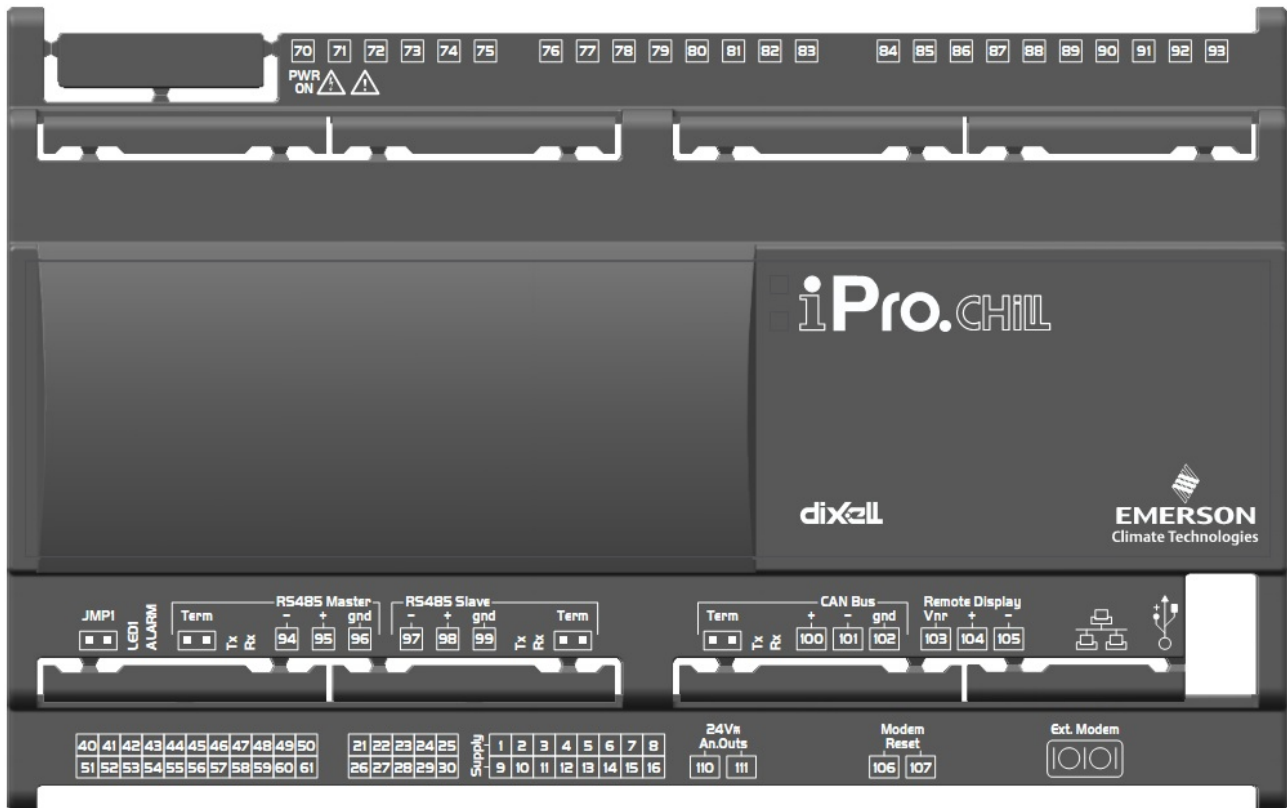 70 71 72 73 74 75 76 77 78 79 80 81 82 83 84 85 86 87 88 89 90 91 92 93
PWR
ON
iPro.CHILL
dixell
EMERSON
Climate Technologies
JMP1
LED1
ALARM
Term
Tx
Rx
RS485 Master
- + gnd
94 95 96
RS485 Slave
- + gnd
97 98 99
Tx
Rx
Term
Term
Tx
Rx
CAN Bus
+ - gnd
100 101 102
Remote Display
Vnr + -
103 104 105
40 41 42 43 44 45 46 47 48 49 50
51 52 53 54 55 56 57 58 59 60 61
21 22 23 24 25
26 27 28 29 30
Supply
1 2 3 4 5 6 7 8
9 10 11 12 13 14 15 16
24V=
An.Outs
110 111
Modem
Reset
106 107
Ext. Modem